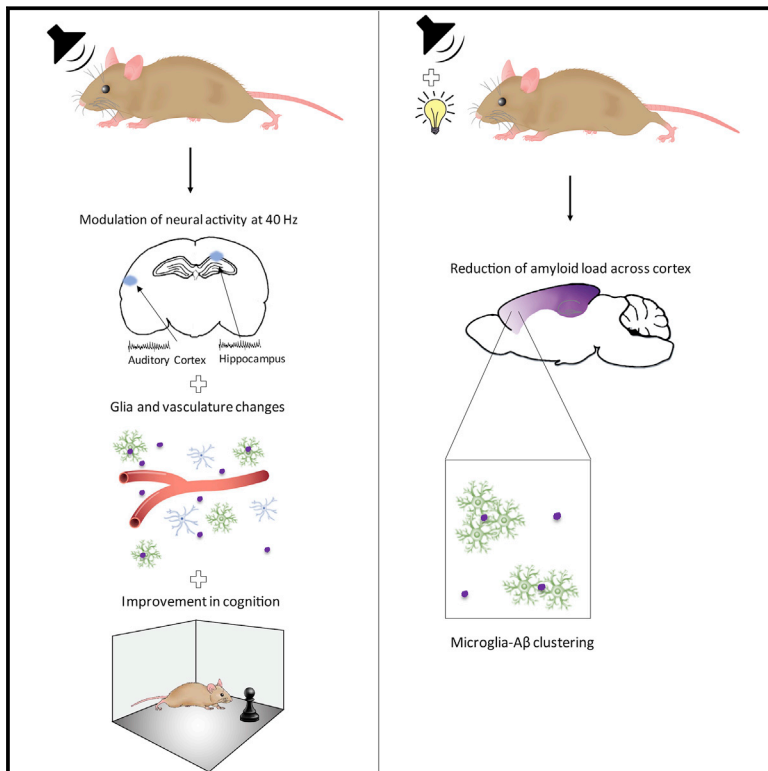 Modulation of neural activity at 40 Hz
Auditory Cortex
Hippocampus
Glia and vasculature changes
Improvement in cognition
Reduction of amyloid load across cortex
Microglia-Aβ clustering